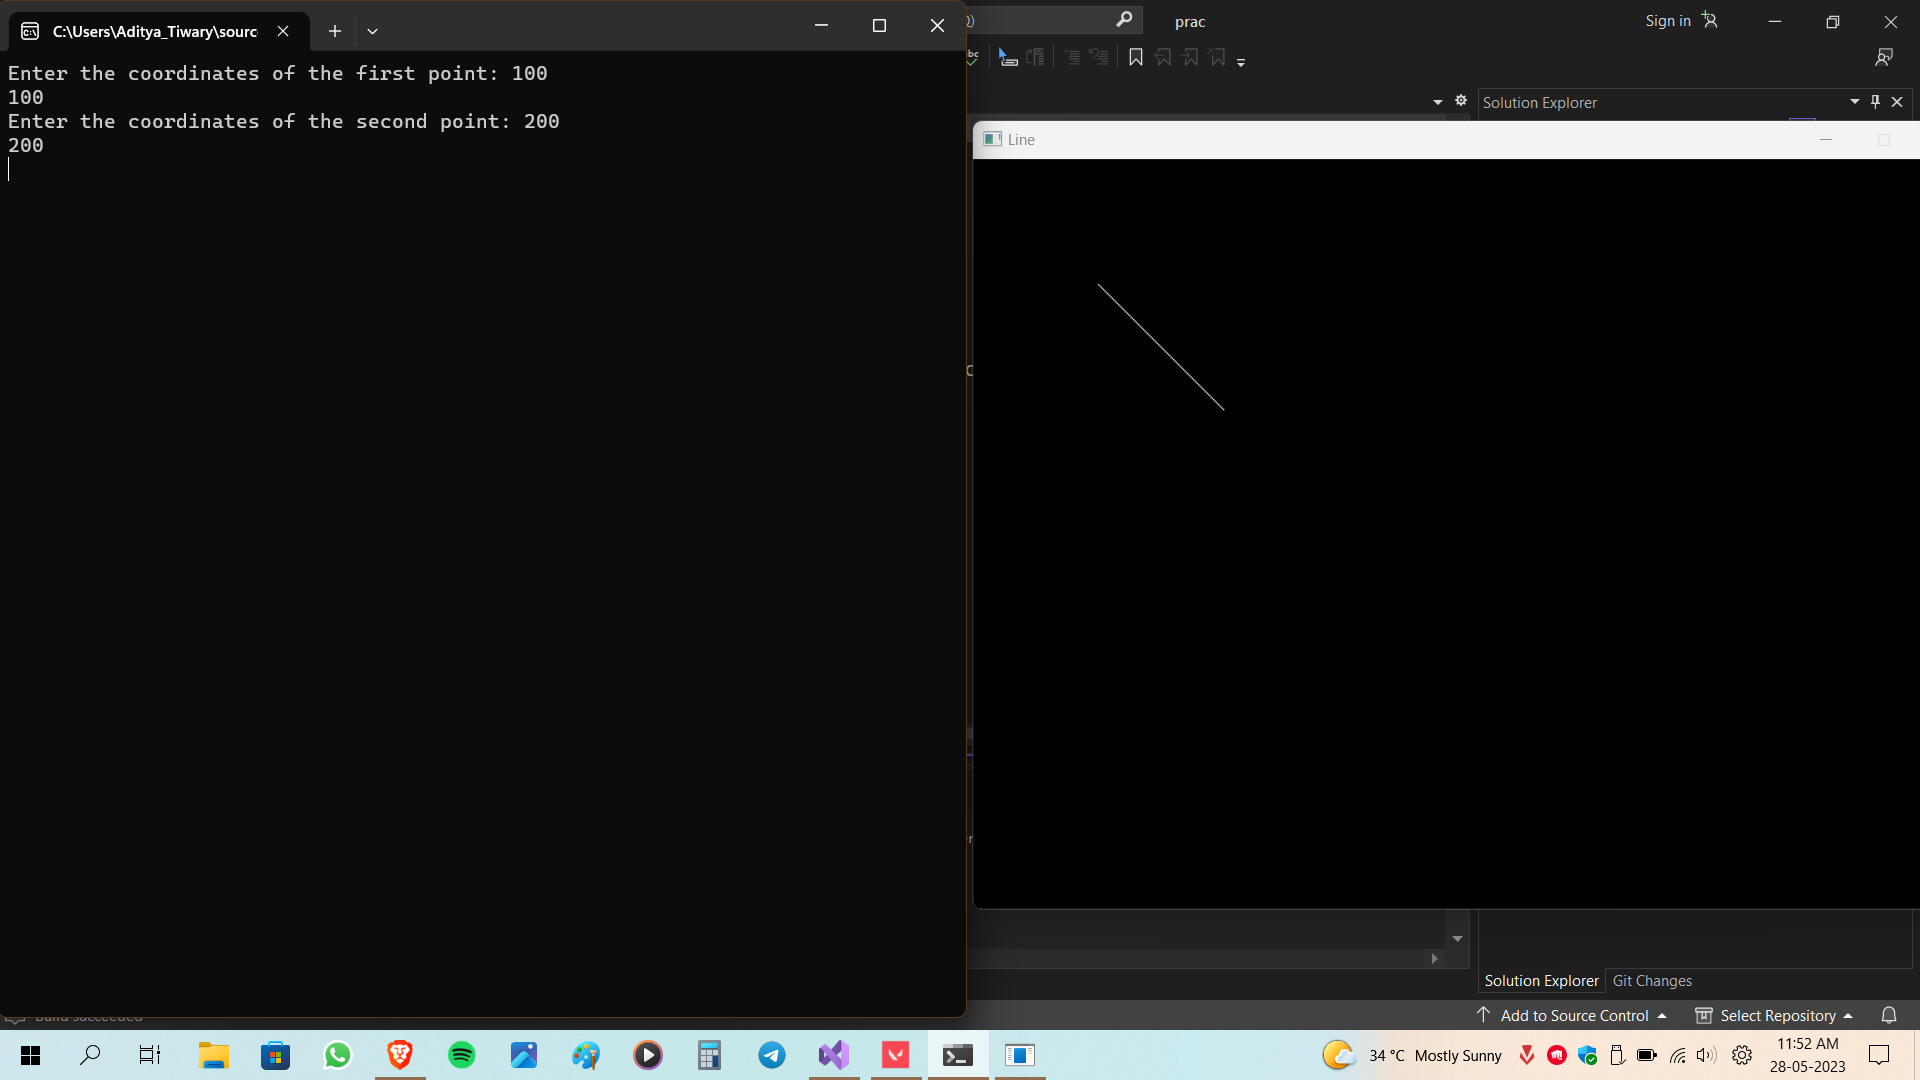 C:\Users\Aditya_Tiwary\sourc
Enter the coordinates of the first point: 100
100
Enter the coordinates of the second point: 200
200
prac
Sign in
Solution Explorer
Line
Solution Explorer
Git Changes
Add to Source Control
Select Repository
34 °C Mostly Sunny
11:52 AM
28-05-2023